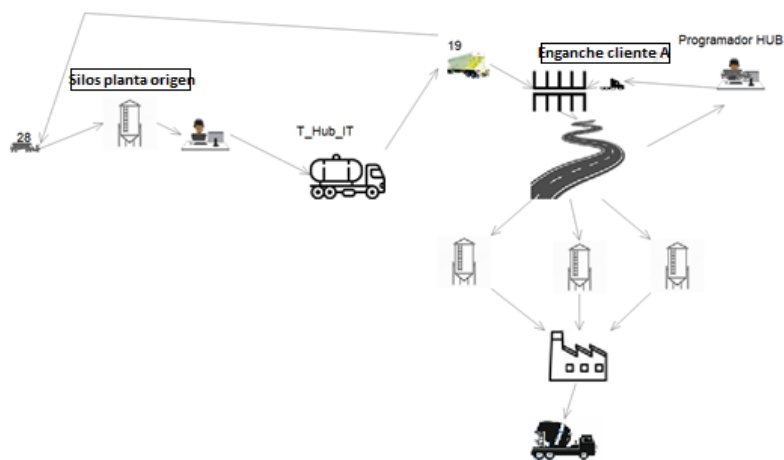 Programador HUB
19
Enganche cliente A
Silos planta origen
T_Hub_IT
28